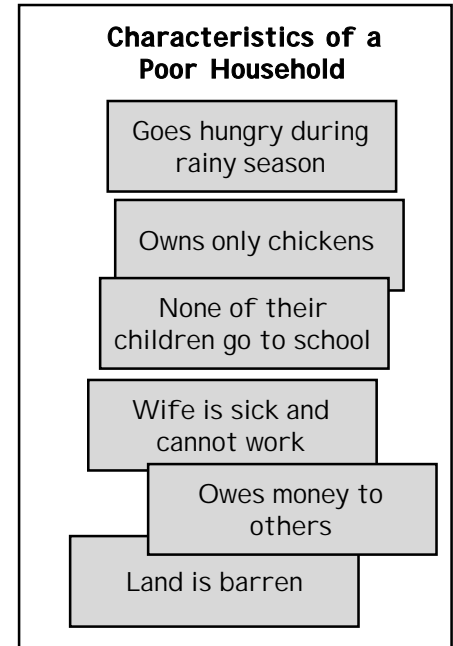 Characteristics of a
Poor Household
Goes hungry during
rainy season
Owns only chickens
None of their
children go to school
Wife is sick and
cannot work
Owes money to
others
Land is barren